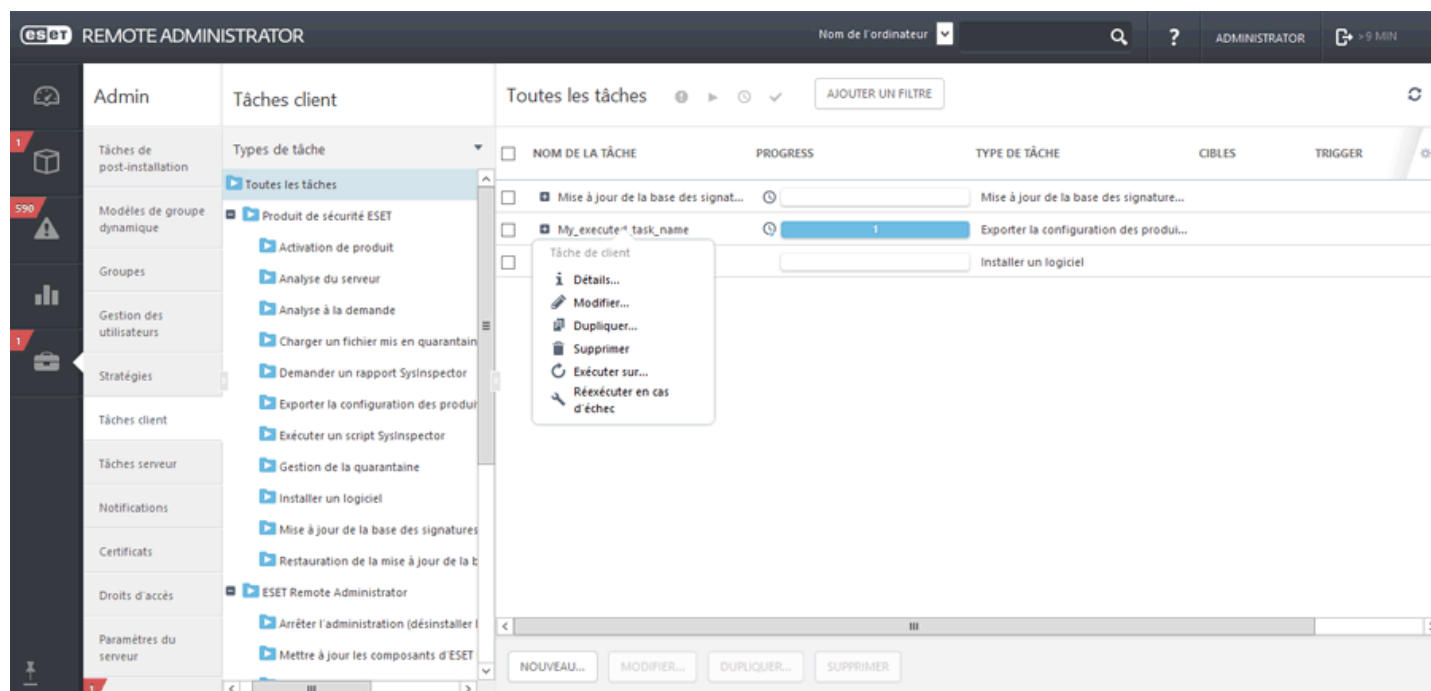 eset REMOTE ADMINISTRATOR
Nom de l'ordinateur
?
ADMINISTRATOR
>9 MIN
1
590
1
Admin
Tâches de
post-installation
Modèles de groupe
dynamique
Groupes
Gestion des
utilisateurs
Stratégies
Tâches client
Tâches serveur
Notifications
Certificats
Droits d'accès
Paramètres du
serveur
1
Tâches client
Types de tâche
Toutes les tâches
Produit de sécurité ESET
Activation de produit
Analyse du serveur
Analyse à la demande
Charger un fichier mis en quarantain
Demander un rapport SysInspector
Exporter la configuration des produi
Exécuter un script SysInspector
Gestion de la quarantaine
Installer un logiciel
Mise à jour de la base des signatures
Restauration de la mise à jour de la b
ESET Remote Administrator
Arrêter l'administration (désinstaller l
Mettre à jour les composants d'ESET
Toutes les tâches
AJOUTER UN FILTRE
NOM DE LA TÂCHE PROGRESS TYPE DE TÂCHE CIBLES TRIGGER
Mise à jour de la base des signat... Mise à jour de la base des signature...
My_executed_task_name 1 Exporter la configuration des produi...
Installer un logiciel
Tâche de client
Détails...
Modifier...
Dupliquer...
Supprimer
Exécuter sur...
Réexécuter en cas
d'échec
NOUVEAU... MODIFIER... DUPLIQUER... SUPPRIMER